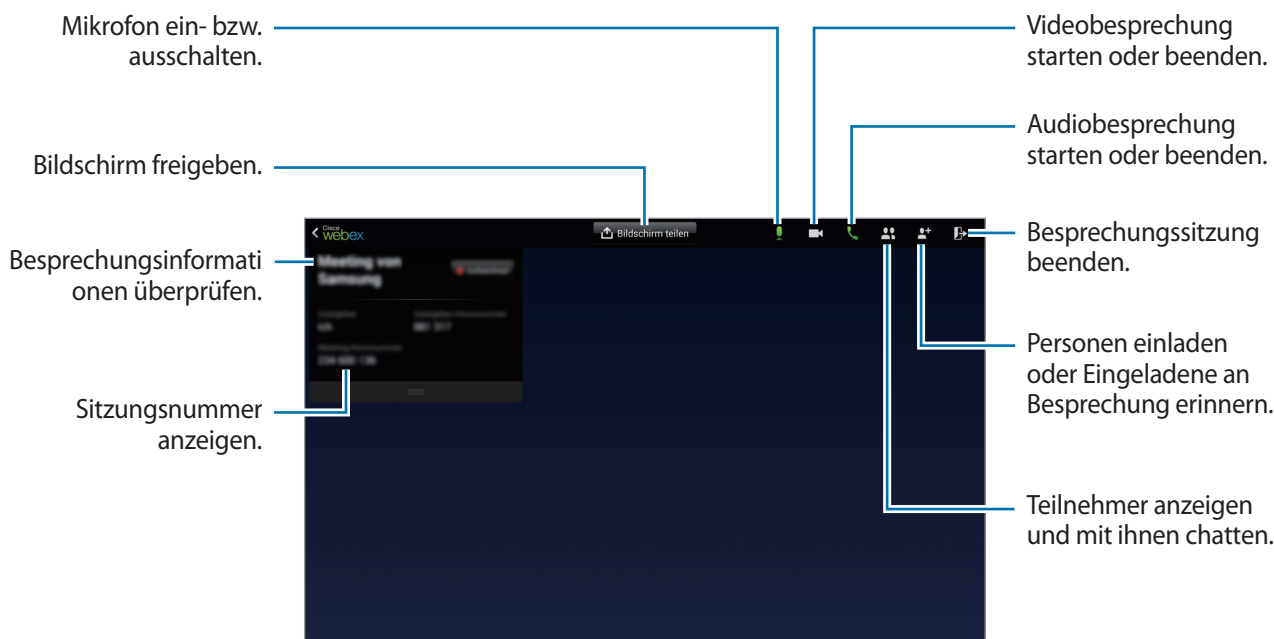 Mikrofon ein- bzw.
ausschalten.
Bildschirm freigeben.
Besprechungsinformati
onen überprüfen.
Sitzungsnummer
anzeigen.
Cisco
webex
Bildschirm teilen
Meeting von
Samsung
Videobesprechung
starten oder beenden.
Audiobesprechung
starten oder beenden.
Besprechungssitzung
beenden.
Personen einladen
oder Eingeladene an
Besprechung erinnern.
Teilnehmer anzeigen
und mit ihnen chatten.